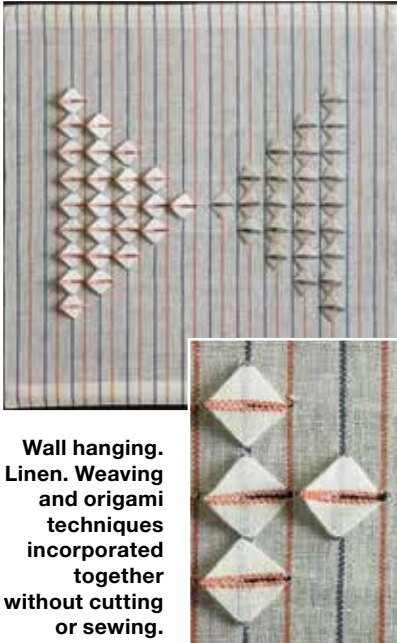 Wall hanging.
Linen. Weaving
and origami
techniques
incorporated
together
without cutting
or sewing.